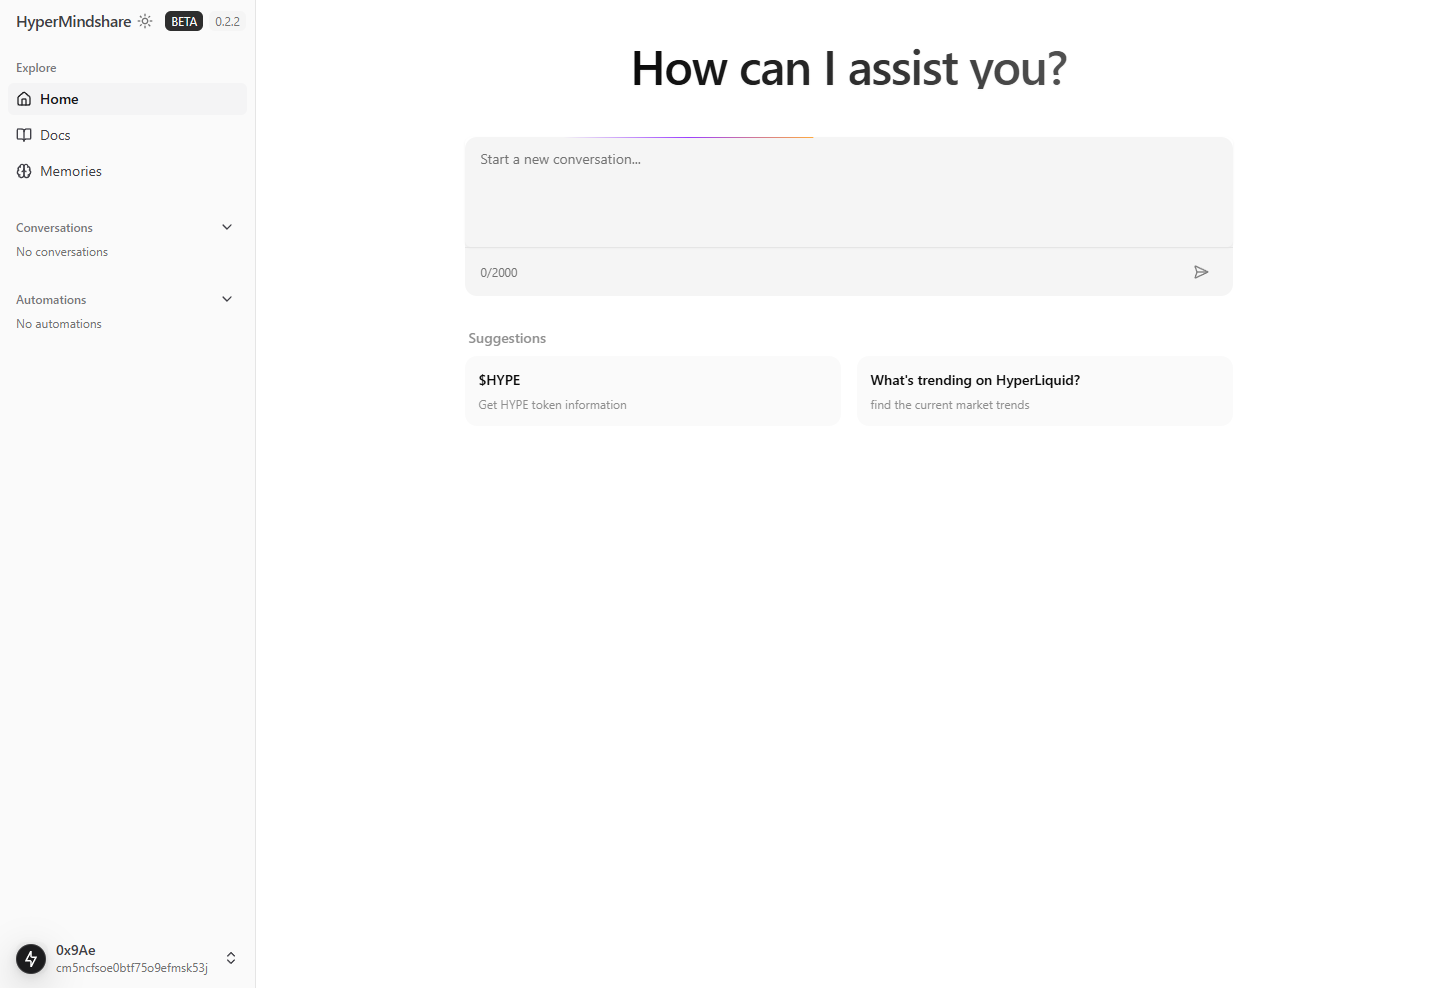 HyperMindshare BETA 0.2.2
Explore
Home
Docs
Memories
Conversations
No conversations
Automations
No automations
0x9Ae
cm5ncfsoe0btf75o9efmsk53j
How can I assist you?
Start a new conversation...
0/2000
Suggestions
$HYPE
Get HYPE token information
What's trending on HyperLiquid?
find the current market trends